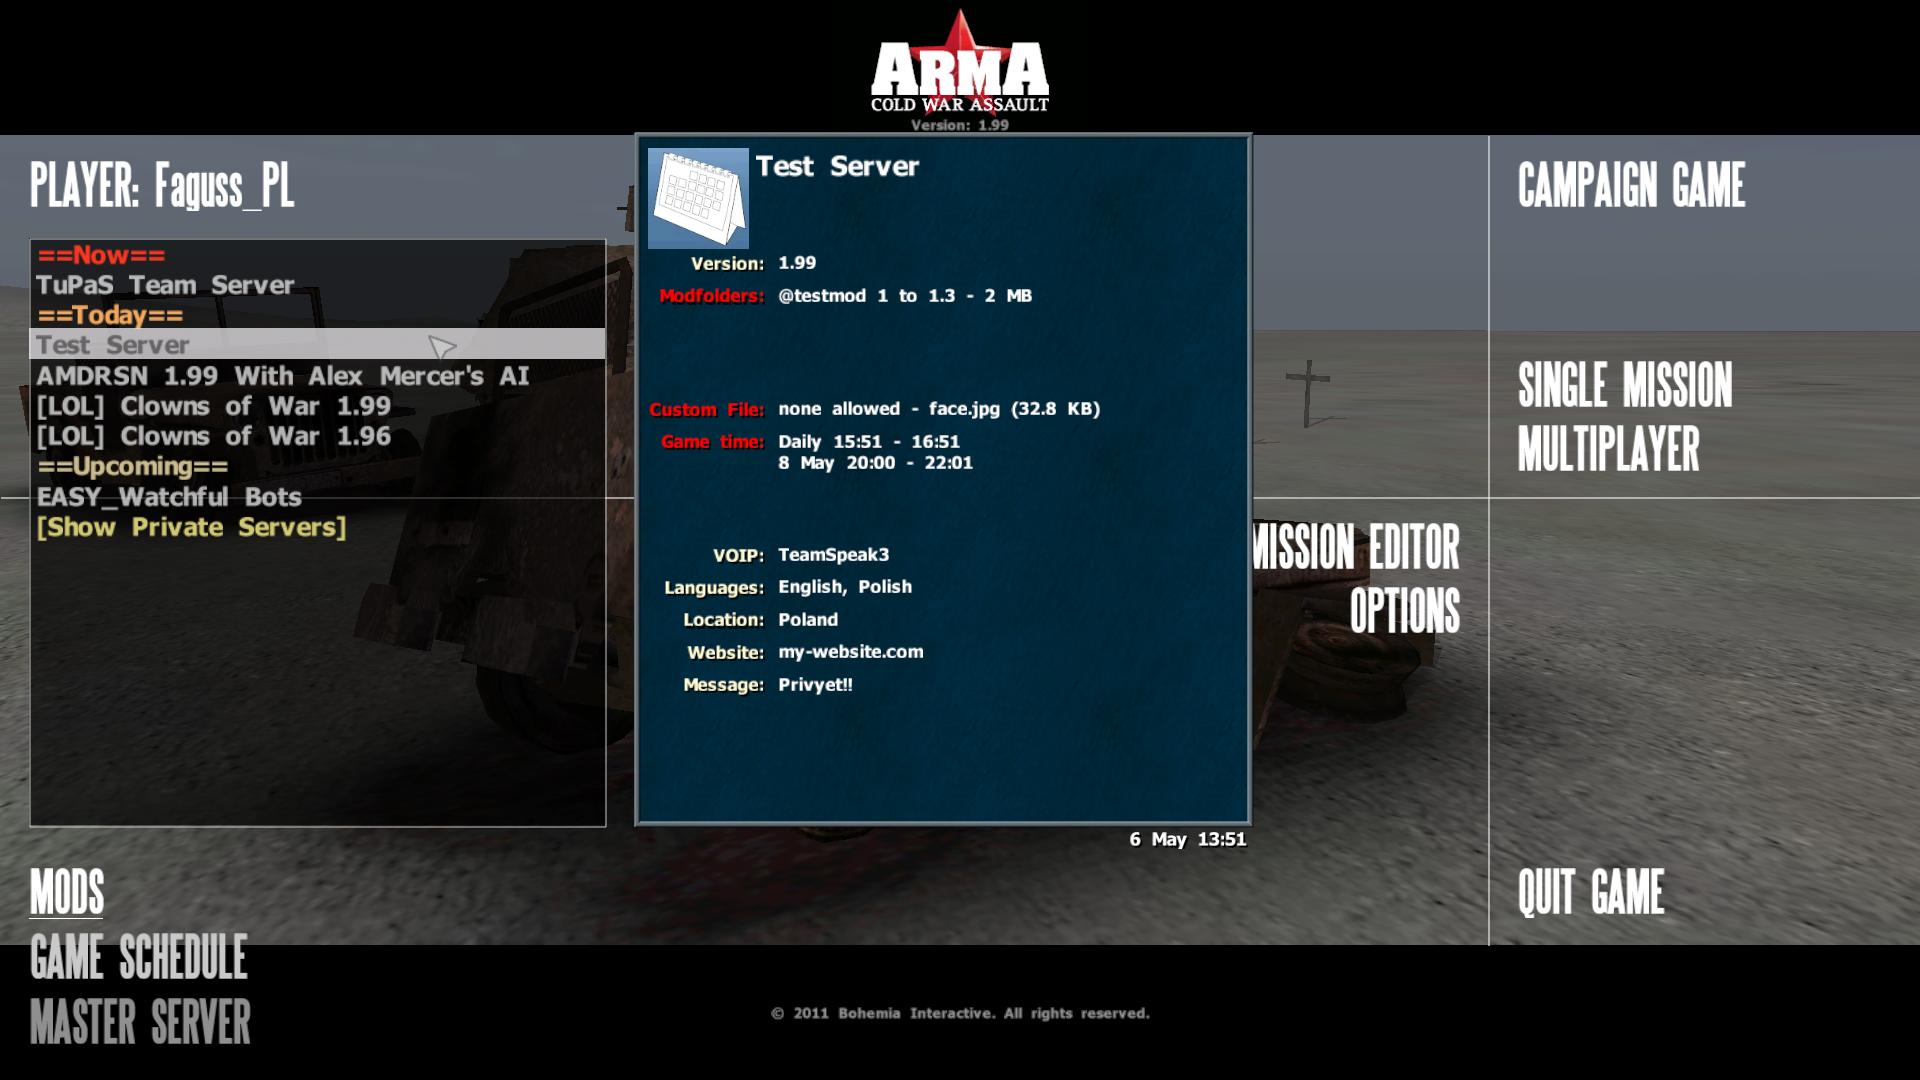 ARMA
COLD WAR ASSAULT
Version: 1.99
PLAYER: Faguss_PL
==Now==
TuPaS Team Server
==Today==
Test Server
AMDRSN 1.99 With Alex Mercer's AI
[LOL] Clowns of War 1.99
[LOL] Clowns of War 1.96
==Upcoming==
EASY_Watchful Bots
[Show Private Servers]
MODS
GAME SCHEDULE
MASTER SERVER
Test Server
Version: 1.99
Modfolders: @testmod 1 to 1.3 - 2 MB
Custom File: none allowed - face.jpg (32.8 KB)
Game time: Daily 15:51 - 16:51
8 May 20:00 - 22:01
VOIP: TeamSpeak3
Languages: English, Polish
Location: Poland
Website: my-website.com
Message: Privyet!!
6 May 13:51
CAMPAIGN GAME
SINGLE MISSION
MULTIPLAYER
MISSION EDITOR
OPTIONS
QUIT GAME
© 2011 Bohemia Interactive. All rights reserved.